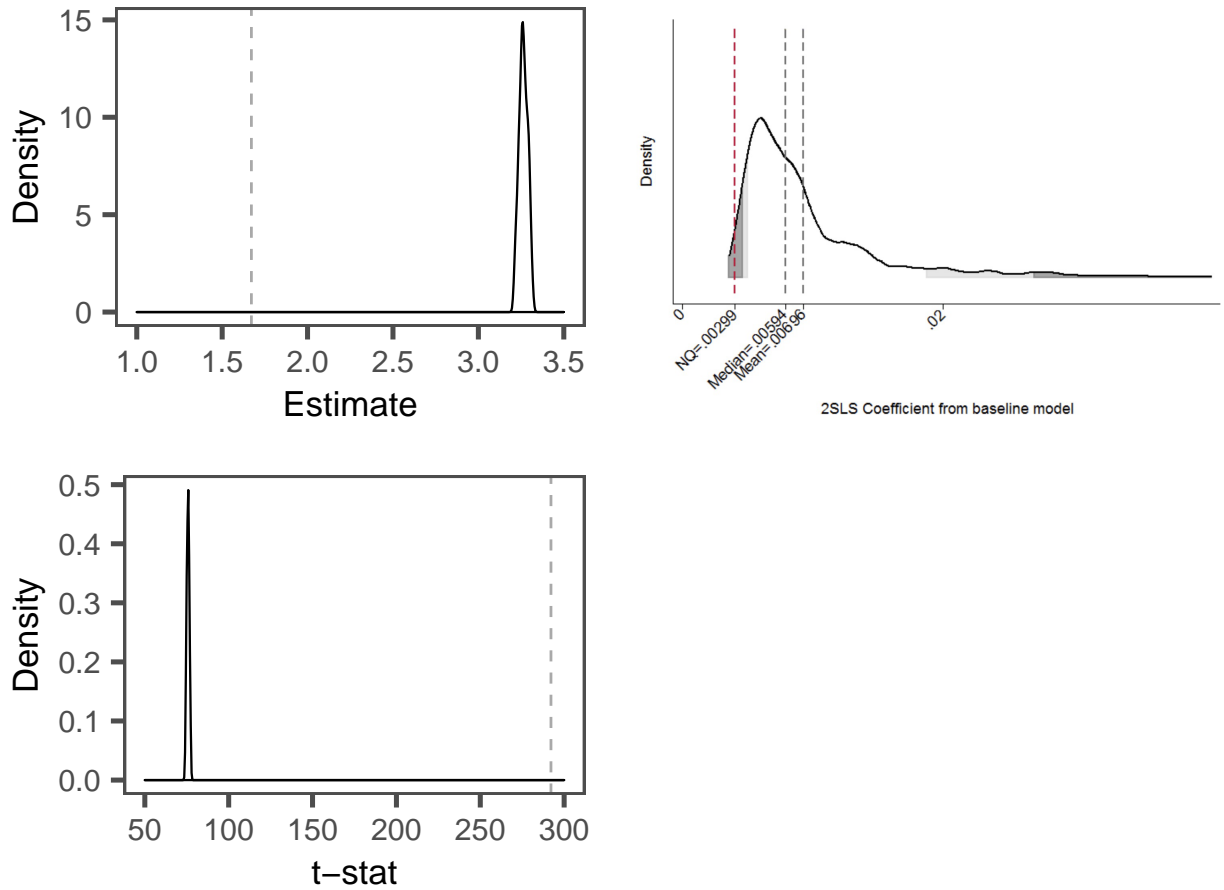 15
10
5
0
Density
1.0 1.5 2.0 2.5 3.0 3.5
Estimate
Density
0
NQ=.00299
Median=.00594
Mean=.00696
.02
2SLS Coefficient from baseline model
0.5
0.4
0.3
0.2
0.1
0.0
Density
50 100 150 200 250 300
t−stat